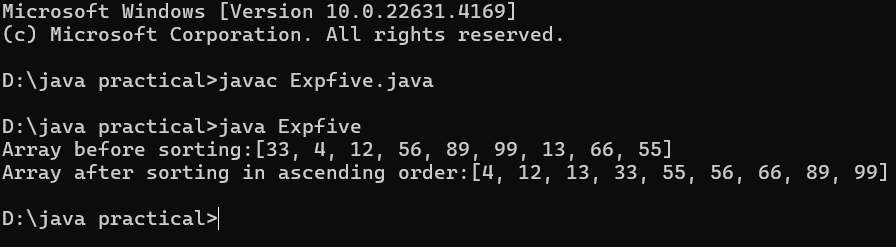 Microsoft Windows [Version 10.0.22631.4169]
(c) Microsoft Corporation. All rights reserved.
D:\java practical>javac Expfive.java
D:\java practical>java Expfive
Array before sorting:[33, 4, 12, 56, 89, 99, 13, 66, 55]
Array after sorting in ascending order:[4, 12, 13, 33, 55, 56, 66, 89, 99]
D:\java practical>